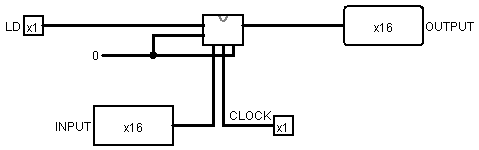 LD x1
x16 OUTPUT
0
CLOCK
INPUT x16
x1